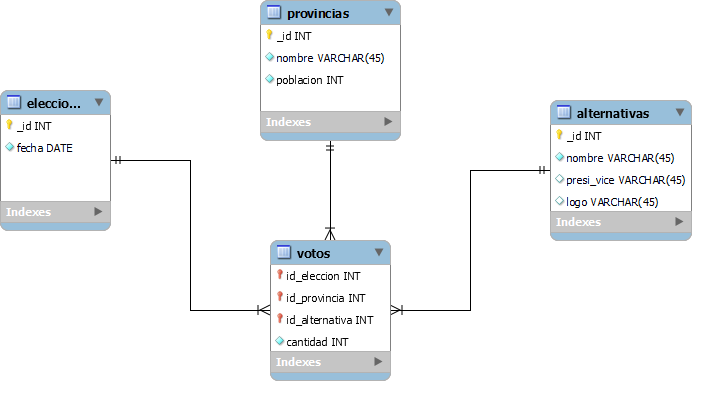 provincias
_id INT
nombre VARCHAR(45)
poblacion INT
Indexes
eleccio...
_id INT
fecha DATE
Indexes
alternativas
_id INT
nombre VARCHAR(45)
presi_vice VARCHAR(45)
logo VARCHAR(45)
Indexes
votos
id_eleccion INT
id_provincia INT
id_alternativa INT
cantidad INT
Indexes